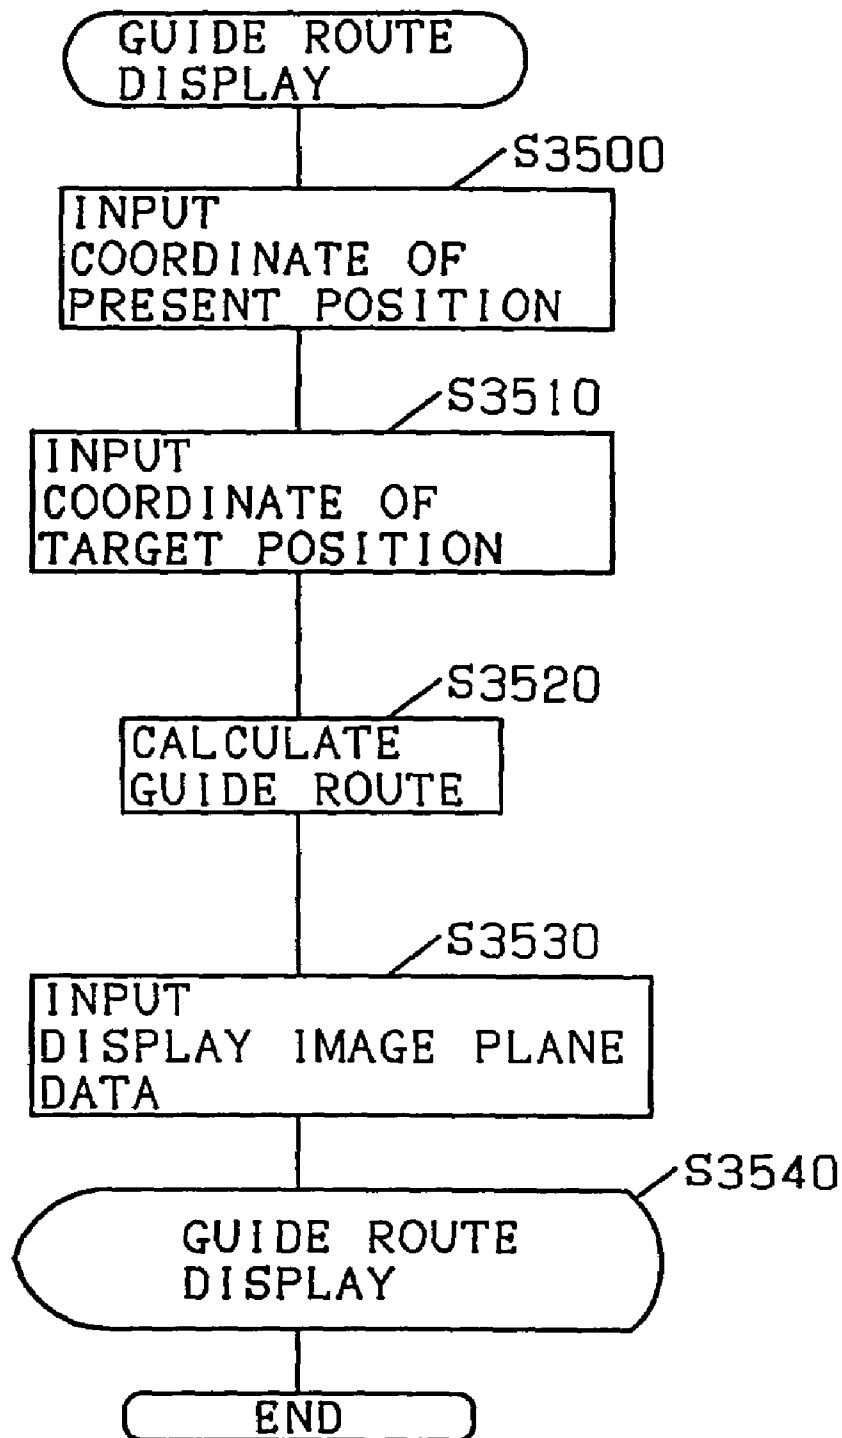 GUIDE ROUTE
DISPLAY
S3500
INPUT
COORDINATE OF
PRESENT POSITION
S3510
INPUT
COORDINATE OF
TARGET POSITION
S3520
CALCULATE
GUIDE ROUTE
S3530
INPUT
DISPLAY IMAGE PLANE
DATA
S3540
GUIDE ROUTE
DISPLAY
END